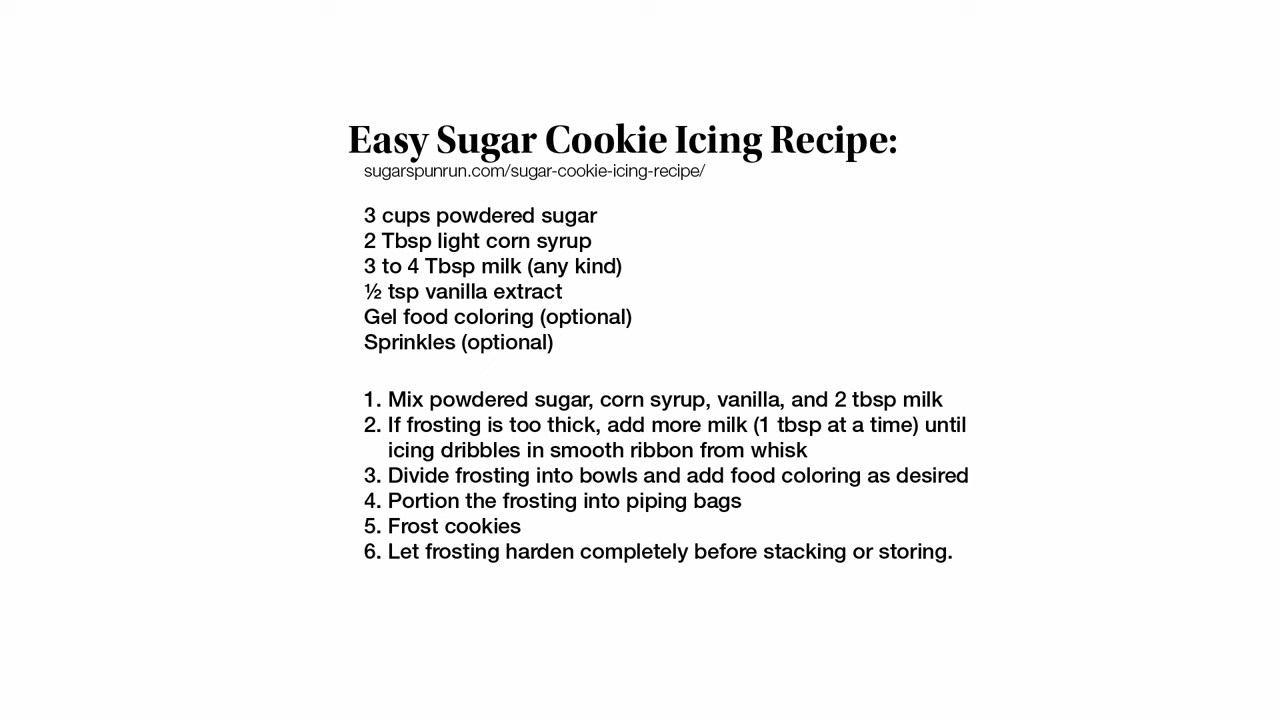 Easy Sugar Cookie Icing Recipe:
sugarspunrun.com/sugar-cookie-icing-recipe/
3 cups powdered sugar
2 Tbsp light corn syrup
3 to 4 Tbsp milk (any kind)
½ tsp vanilla extract
Gel food coloring (optional)
Sprinkles (optional)
1. Mix powdered sugar, corn syrup, vanilla, and 2 tbsp milk
2. If frosting is too thick, add more milk (1 tbsp at a time) until
icing dribbles in smooth ribbon from whisk
3. Divide frosting into bowls and add food coloring as desired
4. Portion the frosting into piping bags
5. Frost cookies
6. Let frosting harden completely before stacking or storing.